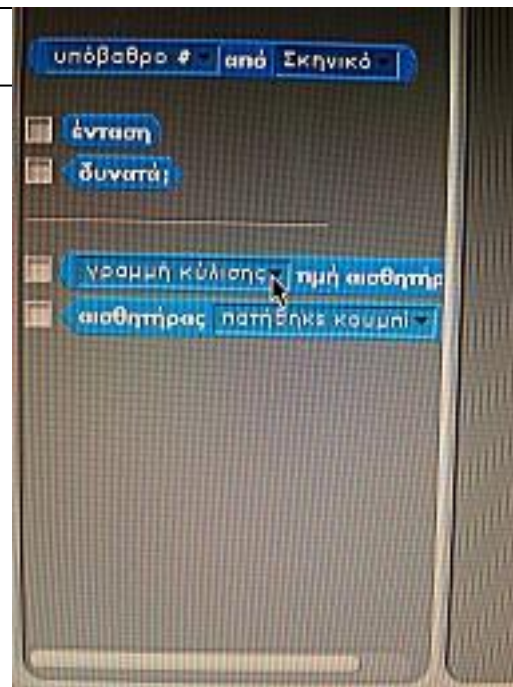 υπόβαθρο # από Σκηνικό
ένταση
δυνατά;
γραμμή κύλισης τιμή αισθητήρ
αισθητήρας πατήθηκε κουμπί